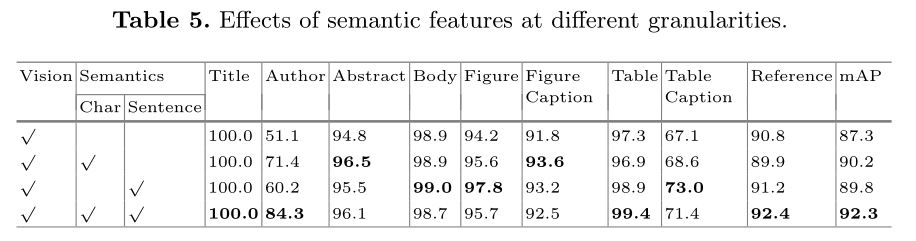 Table 5. Effects of semantic features at different granularities.
Vision Semantics Title Author Abstract Body Figure Figure Caption Table Table Caption Reference mAP
Char Sentence
✓ 100.0 51.1 94.8 98.9 94.2 91.8 97.3 67.1 90.8 87.3
✓ ✓ 100.0 71.4 96.5 98.9 95.6 93.6 96.9 68.6 89.9 90.2
✓ ✓ 100.0 60.2 95.5 99.0 97.8 93.2 98.9 73.0 91.2 89.8
✓ ✓ ✓ 100.0 84.3 96.1 98.7 95.7 92.5 99.4 71.4 92.4 92.3